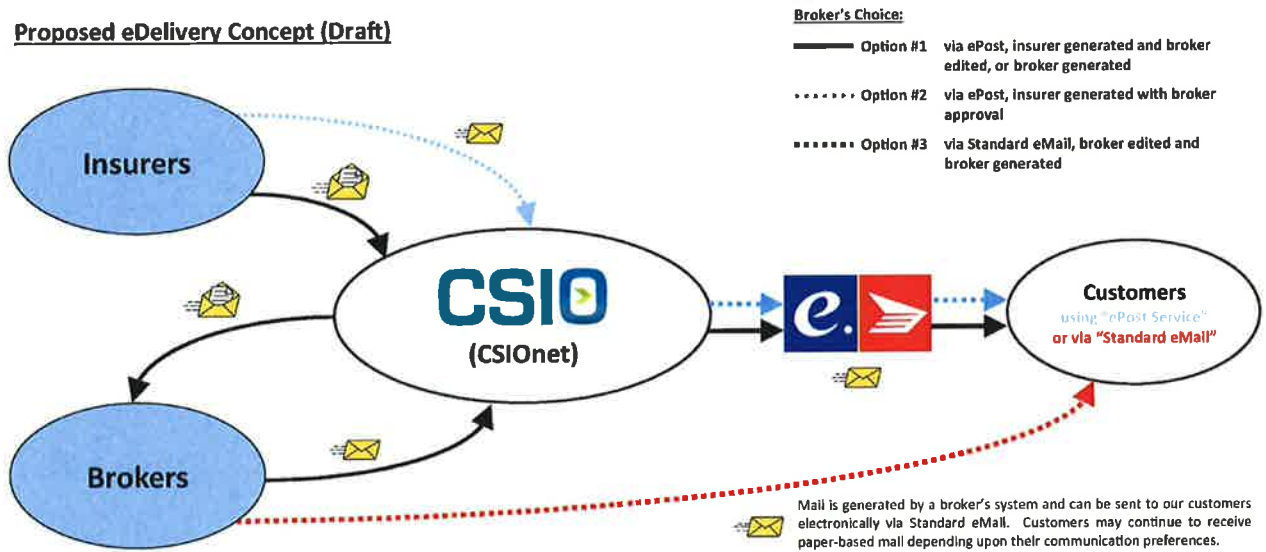 Proposed eDelivery Concept (Draft)
Broker's Choice:
Option #1 via ePost, insurer generated and broker
edited, or broker generated
Option #2 via ePost, insurer generated with broker
approval
Option #3 via Standard eMail, broker edited and
broker generated
Insurers
CSIO
(CSIOnet)
e.
Customers
using "ePost Service"
or via "Standard eMail"
Brokers
Mail is generated by a broker's system and can be sent to our customers
electronically via Standard eMail. Customers may continue to receive
paper-based mail depending upon their communication preferences.